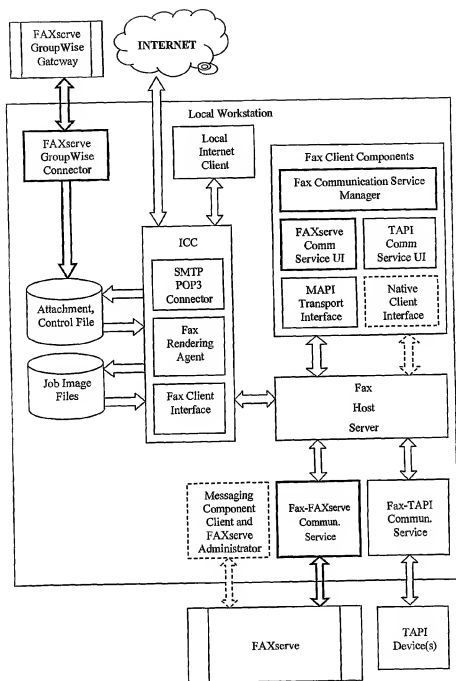 FAXserve
GroupWise
Gateway
INTERNET
Local Workstation
FAXserve
GroupWise
Connector
Local
Internet
Client
Fax Client Components
Fax Communication Service
Manager
FAXserve
Comm
Service UI
TAPI
Comm
Service UI
MAPI
Transport
Interface
Native
Client
Interface
ICC
SMTP
POP3
Connector
Fax
Rendering
Agent
Fax Client
Interface
Attachment,
Control File
Job Image
Files
Fax
Host
Server
Messaging
Component
Client and
FAXserve
Administrator
Fax-FAXserve
Commun.
Service
Fax-TAPI
Commun.
Service
FAXserve
TAPI
Device(s)